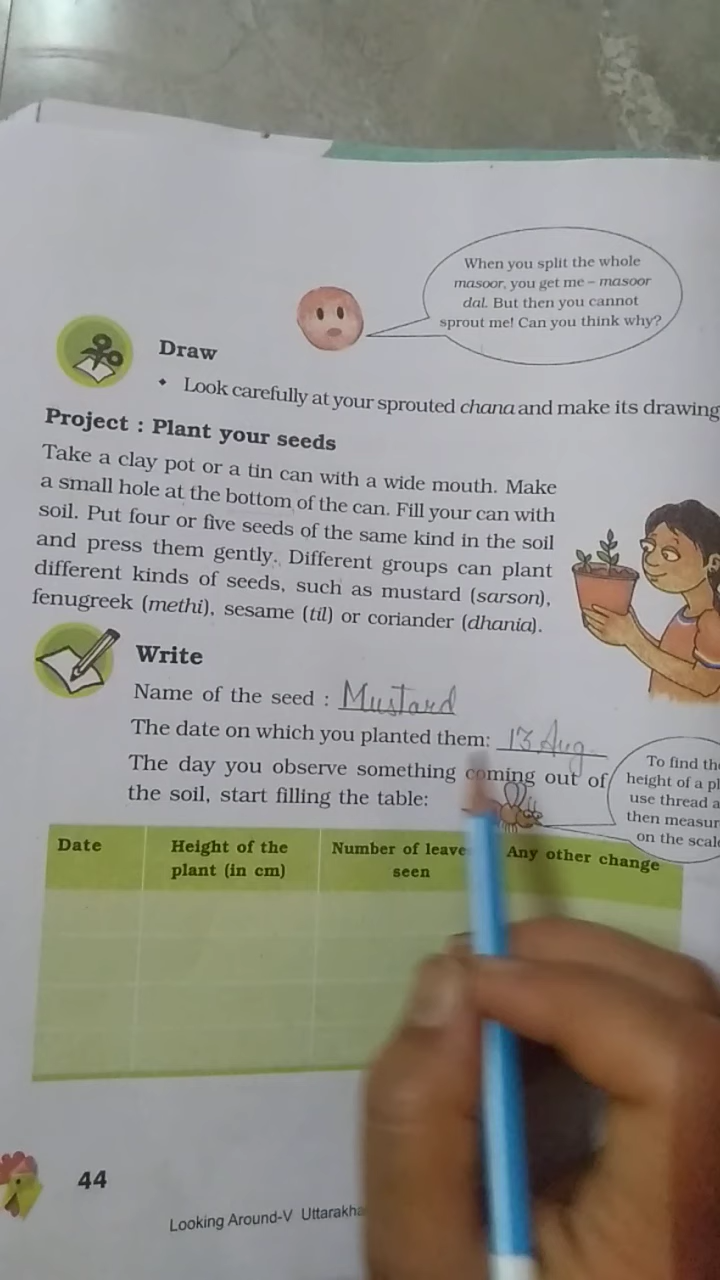 When you split the whole
masoor, you get me – masoor
dal. But then you cannot
sprout me! Can you think why?
Draw
• Look carefully at your sprouted chana and make its drawing
Project : Plant your seeds
Take a clay pot or a tin can with a wide mouth. Make
a small hole at the bottom of the can. Fill your can with
soil. Put four or five seeds of the same kind in the soil
and press them gently. Different groups can plant
different kinds of seeds, such as mustard (sarson),
fenugreek (methi), sesame (til) or coriander (dhania).
Write
Name of the seed : Mustard
The date on which you planted them: 13 Aug
The day you observe something coming out of
the soil, start filling the table:
To find
height of a
use thread
then
on the
Date
Height of the
plant (in cm)
Number of
seen
Any other change
44
Looking Around-V